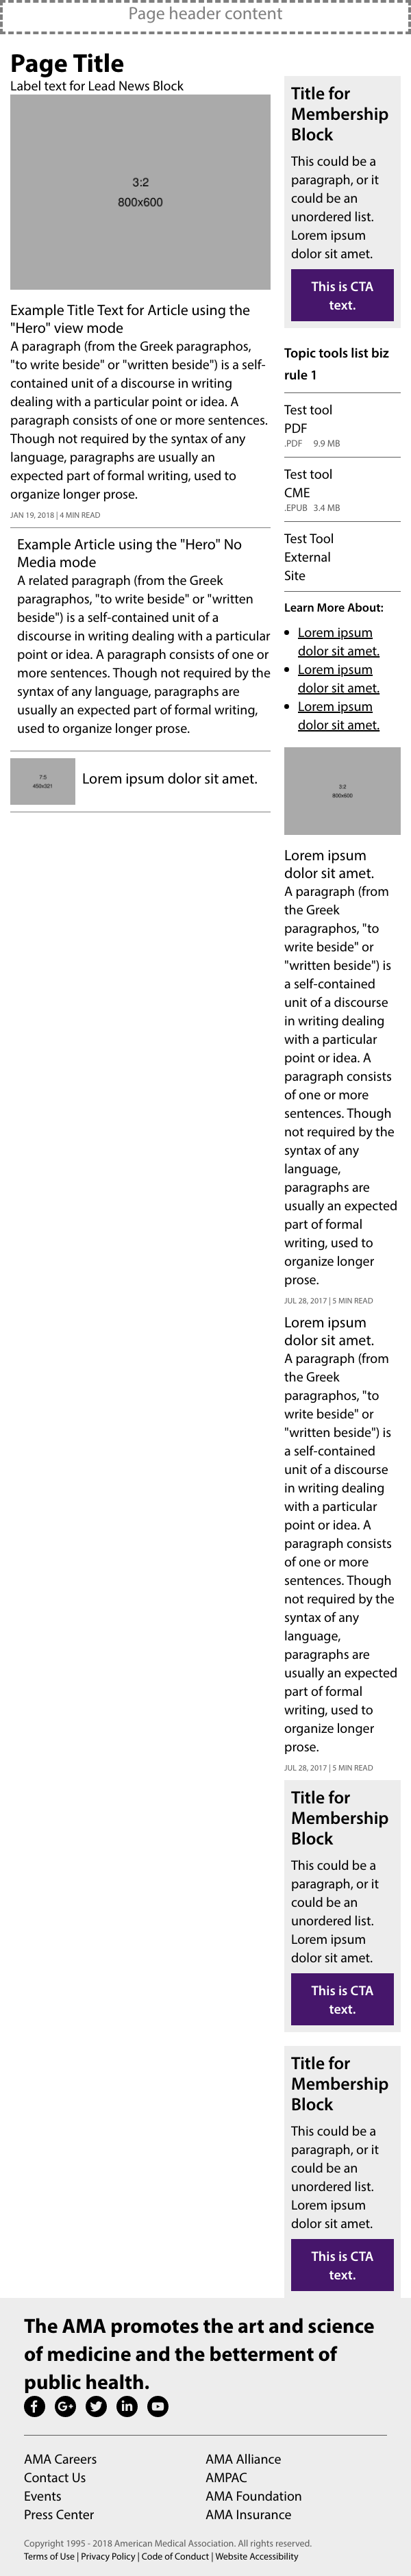 Page header content
Page Title
Label text for Lead News Block
3:2
800x600
Example Title Text for Article using the
"Hero" view mode
A paragraph (from the Greek paragraphos,
"to write beside" or "written beside") is a self-
contained unit of a discourse in writing
dealing with a particular point or idea. A
paragraph consists of one or more sentences.
Though not required by the syntax of any
language, paragraphs are usually an
expected part of formal writing, used to
organize longer prose.
JAN 19, 2018 | 4 MIN READ
Example Article using the "Hero" No
Media mode
A related paragraph (from the Greek
paragraphos, "to write beside" or "written
beside") is a self-contained unit of a
discourse in writing dealing with a particular
point or idea. A paragraph consists of one or
more sentences. Though not required by the
syntax of any language, paragraphs are
usually an expected part of formal writing,
used to organize longer prose.
7:5
450x321
Lorem ipsum dolor sit amet.
Title for
Membership
Block
This could be a
paragraph, or it
could be an
unordered list.
Lorem ipsum
dolor sit amet.
This is CTA
text.
Topic tools list biz
rule 1
Test tool
PDF
.PDF 9.9 MB
Test tool
CME
.EPUB 3.4 MB
Test Tool
External
Site
Learn More About:
Lorem ipsum
dolor sit amet.
Lorem ipsum
dolor sit amet.
Lorem ipsum
dolor sit amet.
3:2
800x600
Lorem ipsum
dolor sit amet.
A paragraph (from
the Greek
paragraphos, "to
write beside" or
"written beside") is
a self-contained
unit of a discourse
in writing dealing
with a particular
point or idea. A
paragraph consists
of one or more
sentences. Though
not required by the
syntax of any
language,
paragraphs are
usually an expected
part of formal
writing, used to
organize longer
prose.
JUL 28, 2017 | 5 MIN READ
Lorem ipsum
dolor sit amet.
A paragraph (from
the Greek
paragraphos, "to
write beside" or
"written beside") is
a self-contained
unit of a discourse
in writing dealing
with a particular
point or idea. A
paragraph consists
of one or more
sentences. Though
not required by the
syntax of any
language,
paragraphs are
usually an expected
part of formal
writing, used to
organize longer
prose.
JUL 28, 2017 | 5 MIN READ
Title for
Membership
Block
This could be a
paragraph, or it
could be an
unordered list.
Lorem ipsum
dolor sit amet.
This is CTA
text.
Title for
Membership
Block
This could be a
paragraph, or it
could be an
unordered list.
Lorem ipsum
dolor sit amet.
This is CTA
text.
The AMA promotes the art and science
of medicine and the betterment of
public health.
AMA Careers
Contact Us
Events
Press Center
AMA Alliance
AMPAC
AMA Foundation
AMA Insurance
Copyright 1995 - 2018 American Medical Association. All rights reserved.
Terms of Use | Privacy Policy | Code of Conduct | Website Accessibility